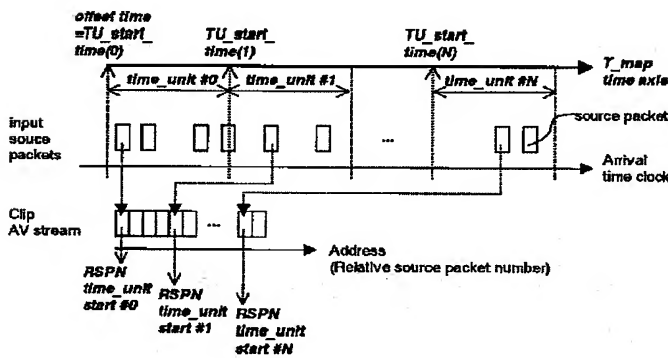 offset time
=TU_start_
time(0)
TU_start_
time(1)
TU_start_
time(N)
time_unit #0
time_unit #1
time_unit #N
T_map
time axis
input
souce
packets
...
source packet
Arrival
time clock
Clip
AV stream
...
Address
(Relative source packet number)
RSPN
time_unit
start #0
RSPN
time_unit
start #1
RSPN
time_unit
start #N